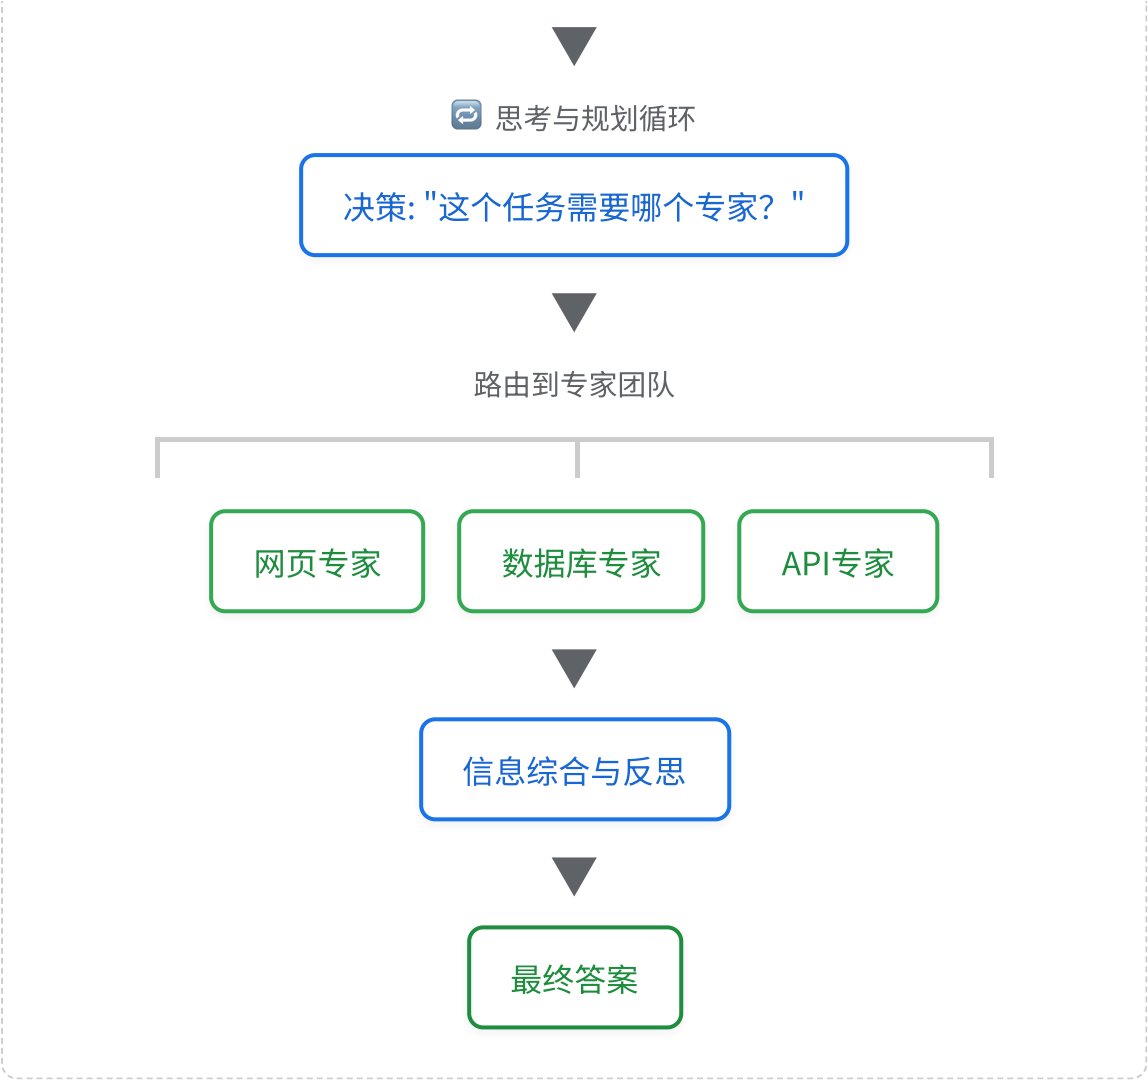 🔁 思考与规划循环
决策: "这个任务需要哪个专家？"
路由到专家团队
网页专家
数据库专家
API专家
信息综合与反思
最终答案